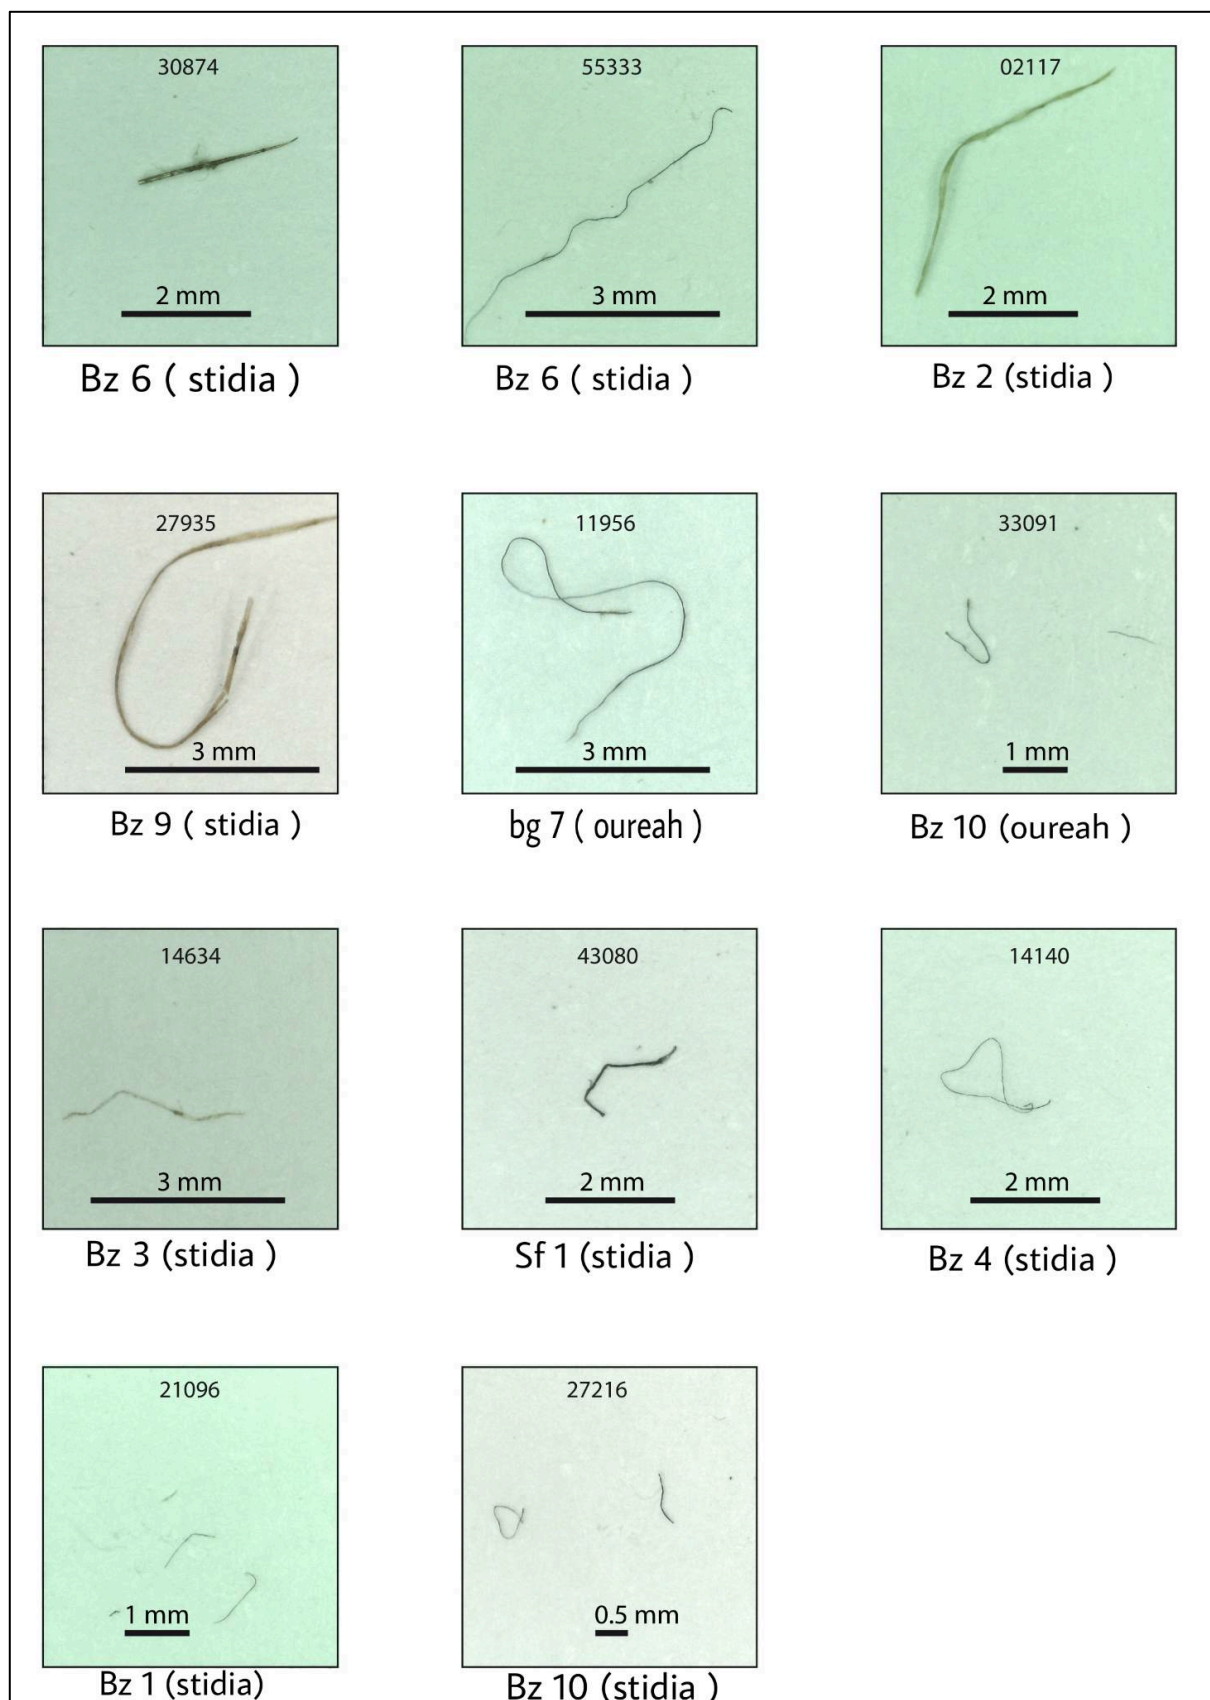 30874
2 mm
Bz 6 ( stidia )
55333
3 mm
Bz 6 ( stidia )
02117
2 mm
Bz 2 (stidia )
27935
3 mm
Bz 9 ( stidia )
11956
3 mm
bg 7 ( oureah )
33091
1 mm
Bz 10 (oureah )
14634
3 mm
Bz 3 (stidia )
43080
2 mm
Sf 1 (stidia )
14140
2 mm
Bz 4 (stidia )
21096
1 mm
Bz 1 (stidia)
27216
0.5 mm
Bz 10 (stidia )